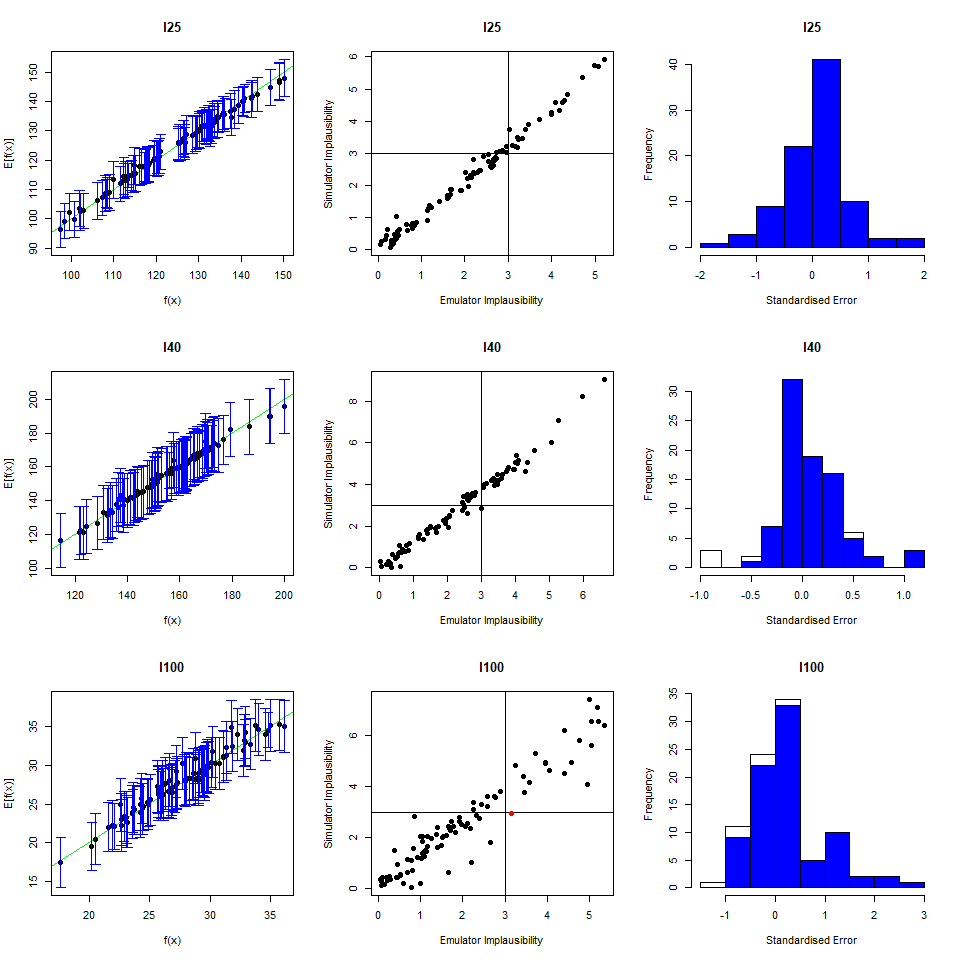 I25
I25
I25
E[f(x)]
90 100 110 120 130 140 150
100 110 120 130 140 150
f(x)
Simulator Implausibility
0 1 2 3 4 5 6
0 1 2 3 4 5
Emulator Implausibility
Frequency
0 10 20 30 40
-2 -1 0 1 2
Standardised Error
I40
I40
I40
E[f(x)]
100 120 140 160 180 200
120 140 160 180 200
f(x)
Simulator Implausibility
0 2 4 6 8
0 1 2 3 4 5 6
Emulator Implausibility
Frequency
0 5 10 15 20 25 30
-1.0 -0.5 0.0 0.5 1.0
Standardised Error
I100
I100
I100
E[f(x)]
15 20 25 30 35
20 25 30 35
f(x)
Simulator Implausibility
0 2 4 6
0 1 2 3 4 5
Emulator Implausibility
Frequency
0 5 10 15 20 25 30 35
-1 0 1 2 3
Standardised Error